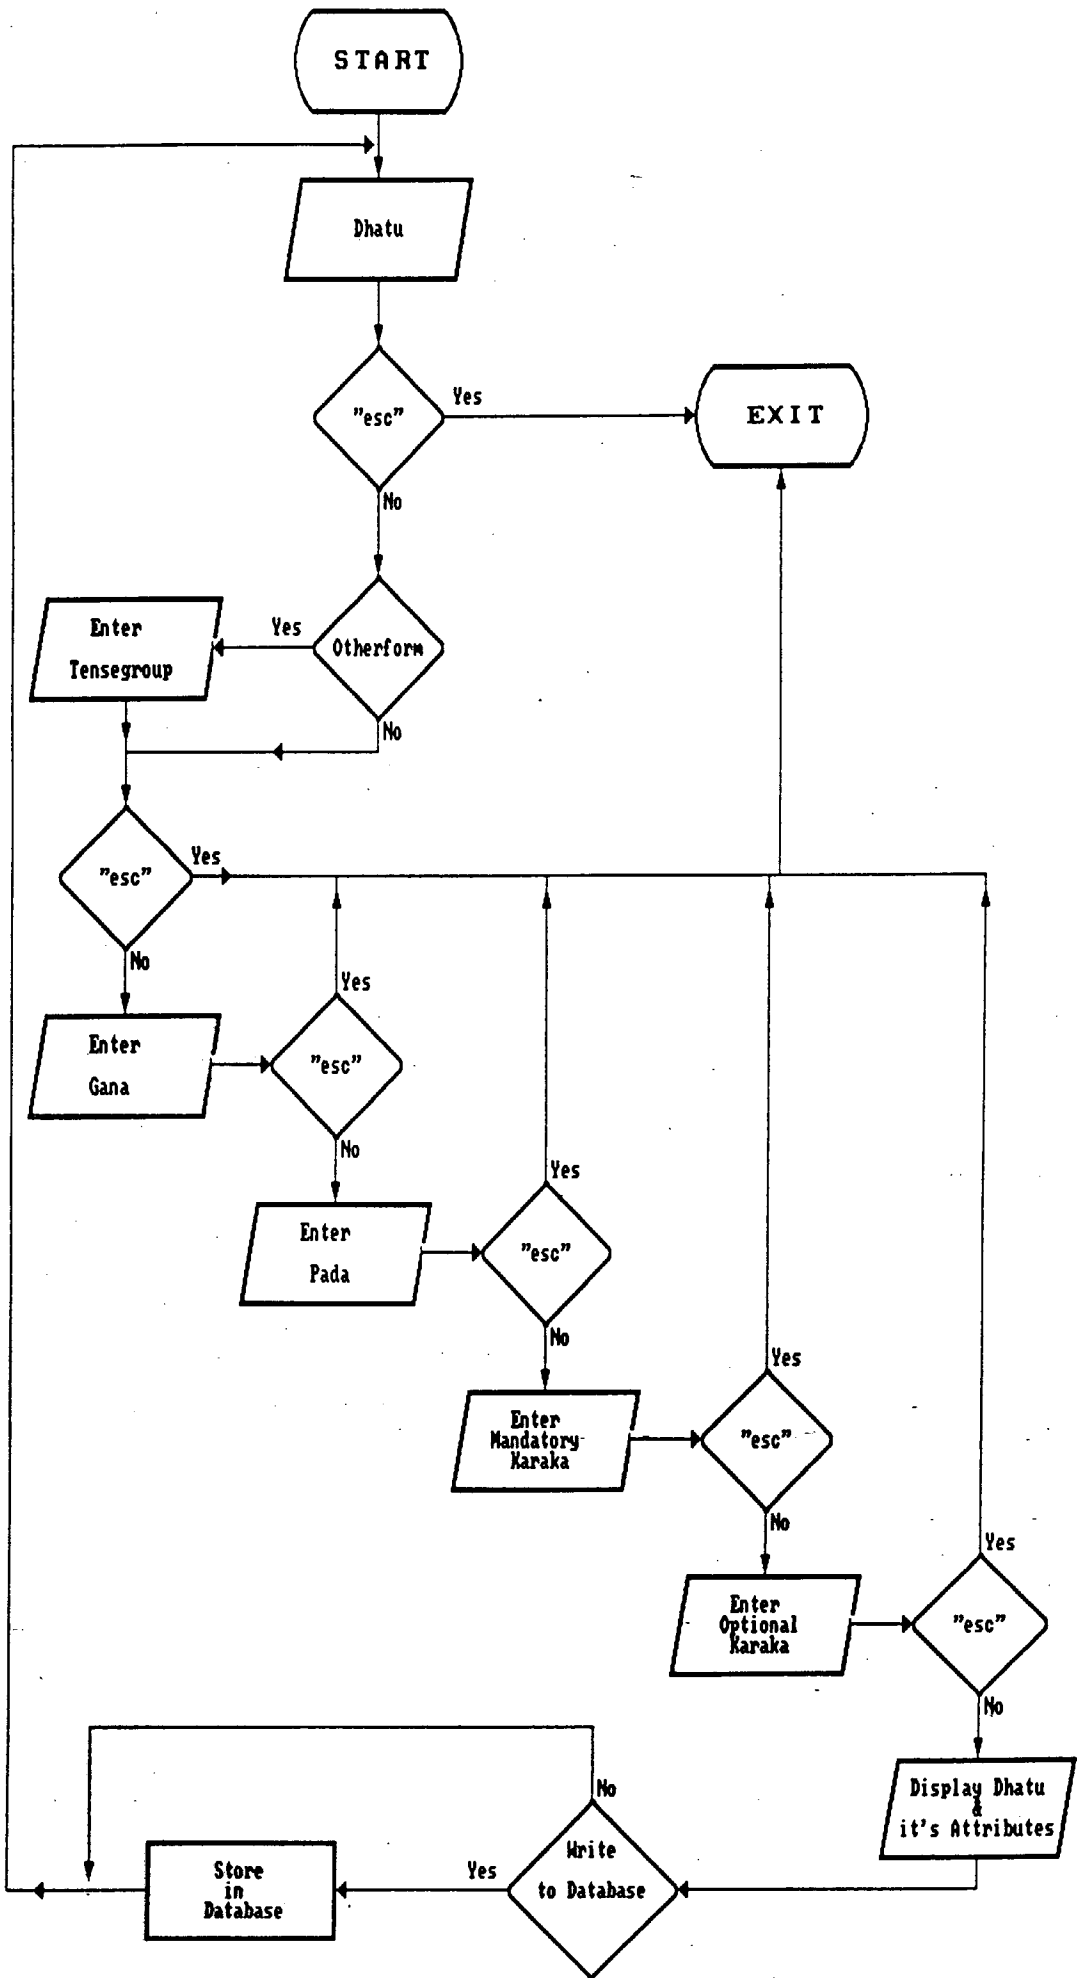 START
Dhatu
"esc"
Yes
EXIT
No
Otherform
Yes
Enter
Tensegroup
No
"esc"
Yes
No
Enter
Gana
Yes
"esc"
No
Enter
Pada
Yes
"esc"
No
Enter
Mandatory
Karaka
Yes
"esc"
No
Enter
Optional
Karaka
Yes
"esc"
No
Display Dhatu
&
it's Attributes
No
Write
to Database
Yes
Store
in
Database